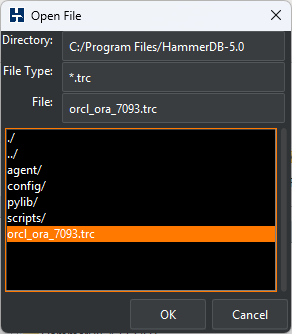 Open File
Directory: C:/Program Files/HammerDB-5.0
File Type: *.trc
File: orcl_ora_7093.trc
./
../
agent/
config/
pylib/
scripts/
orcl_ora_7093.trc
OK Cancel